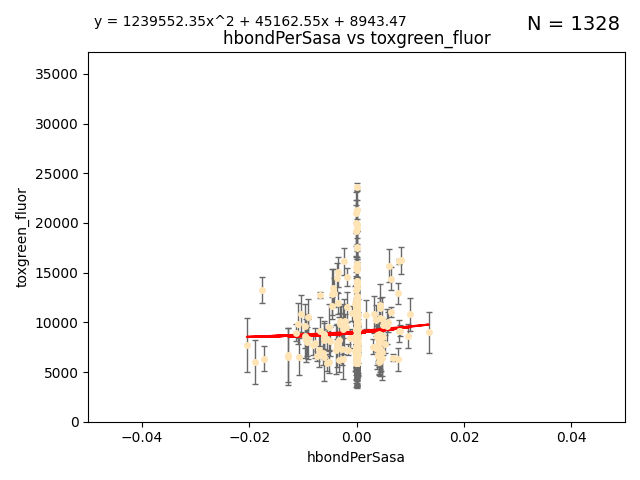 y = 1239552.35x^2 + 45162.55x + 8943.47
N = 1328
hbondPerSasa vs toxgreen_fluor
toxgreen_fluor
35000
30000
25000
20000
15000
10000
5000
0
−0.04
−0.02
0.00
0.02
0.04
hbondPerSasa